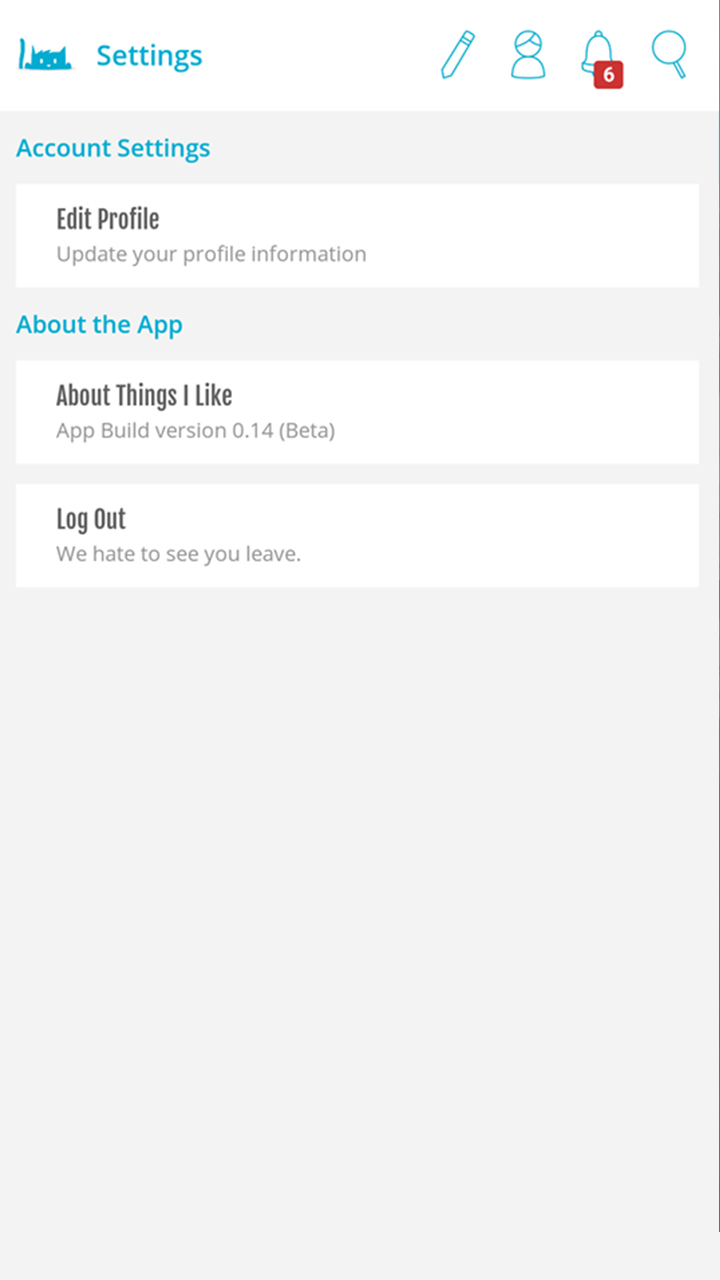 Settings
6
Account Settings
Edit Profile
Update your profile information
About the App
About Things I Like
App Build version 0.14 (Beta)
Log Out
We hate to see you leave.